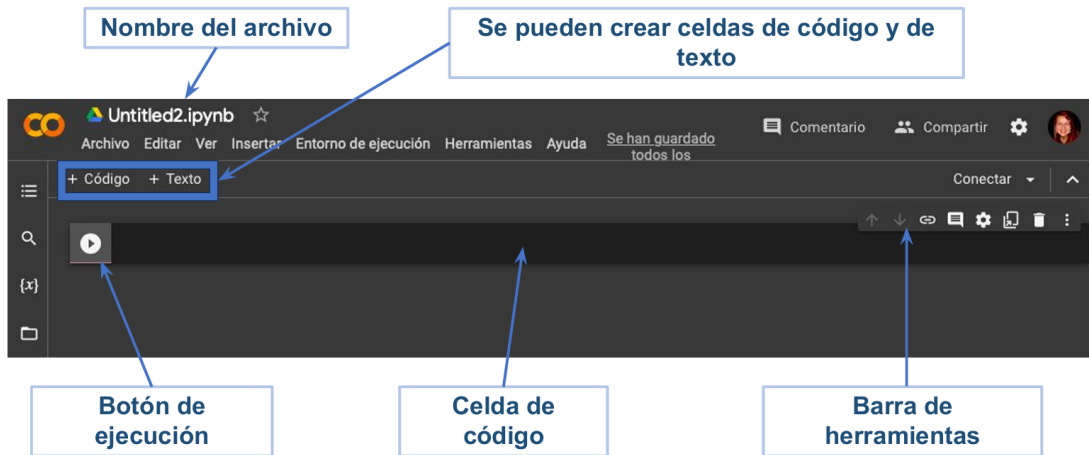 Nombre del archivo
Se pueden crear celdas de código y de
texto
Untitled2.ipynb
Archivo Editar Ver Insertar Entorno de ejecución Herramientas Ayuda Se han guardado
todos los
Comentario Compartir
+ Código + Texto
Conectar
{x}
Botón de
ejecución
Celda de
código
Barra de
herramientas